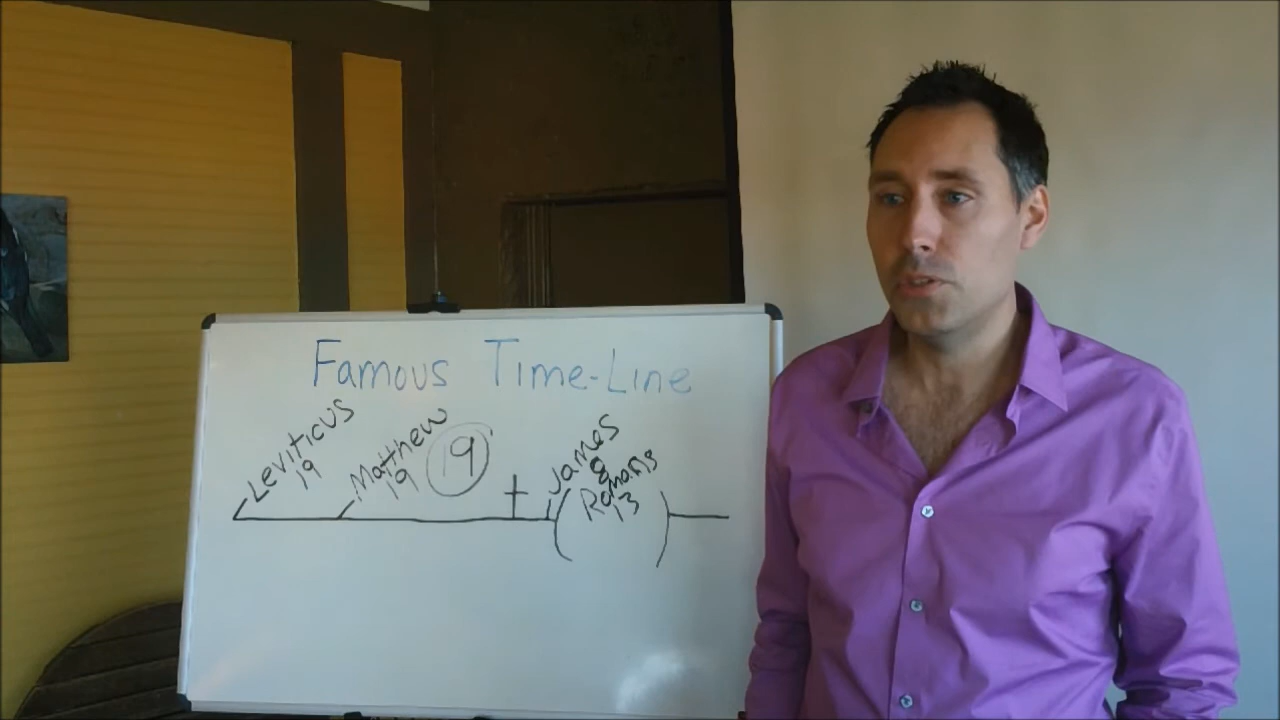 Famous Time-Line
Leviticus
19
Matthew
19
19
James
&
Romans
13